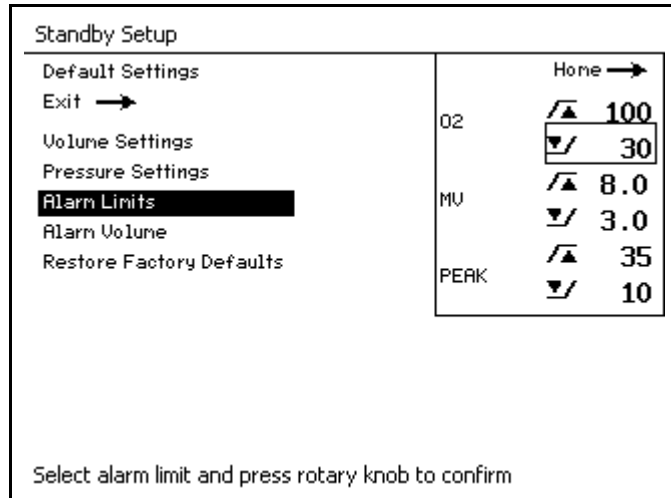 Standby Setup
Default Settings
Exit
Volume Settings
Pressure Settings
Alarm Limits
Alarm Volume
Restore Factory Defaults
Home
O2
100
30
MV
8.0
3.0
PEAK
35
10
Select alarm limit and press rotary knob to confirm